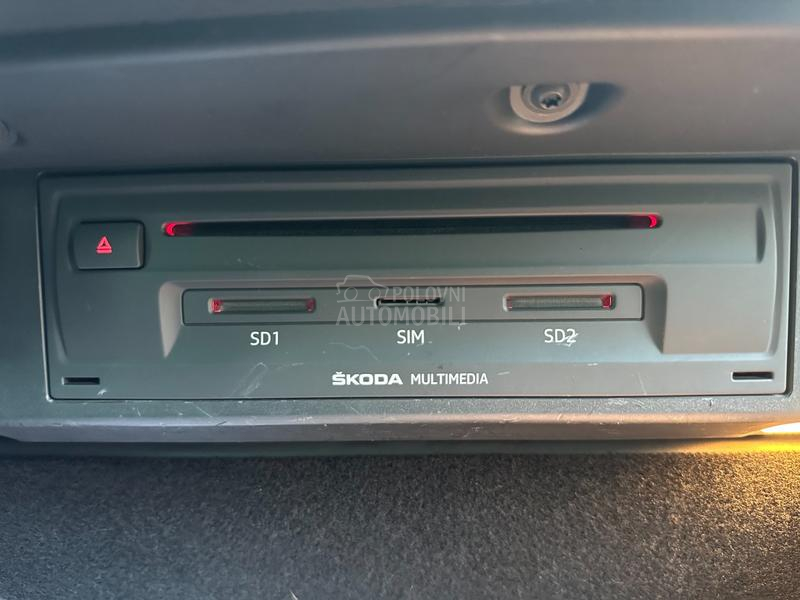 POLOVNI
AUTOMOBILI
SD1
SIM
SD2
ŠKODA MULTIMEDIA